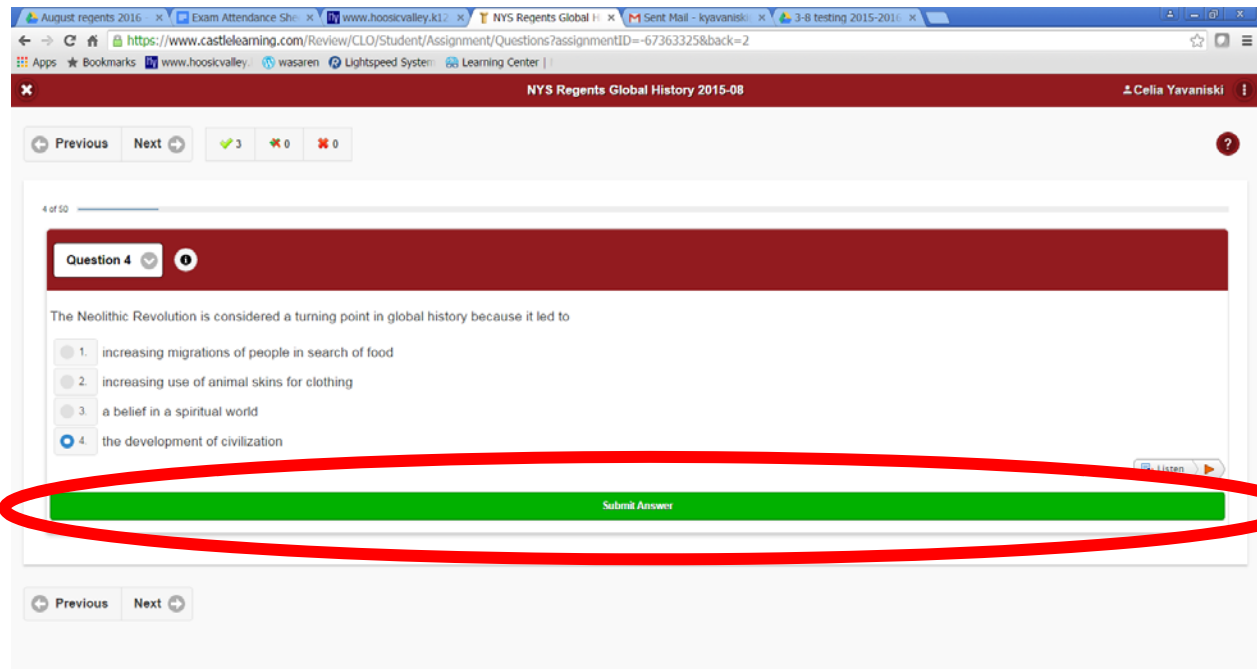 August regents 2016 - × Exam Attendance She × www.hoosicvalley.k12 × NYS Regents Global H × Sent Mail - kyavaniski × 3-8 testing 2015-2016 ×
https://www.castlelearning.com/Review/CLO/Student/Assignment/Questions?assignmentID=-67363325&back=2
Apps Bookmarks www.hoosicvalley. wasaren Lightspeed System Learning Center |
NYS Regents Global History 2015-08 Celia Yavaniski
Previous Next 3 0 0 ?
4 of 50
Question 4
The Neolithic Revolution is considered a turning point in global history because it led to
1. increasing migrations of people in search of food
2. increasing use of animal skins for clothing
3. a belief in a spiritual world
4. the development of civilization
Listen
Submit Answer
Previous Next